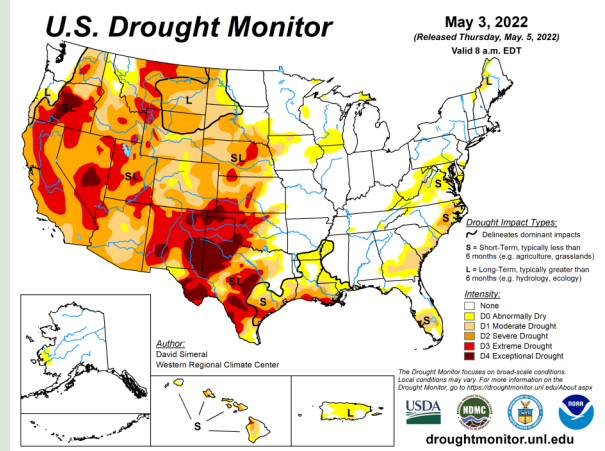 U.S. Drought Monitor
May 3, 2022
(Released Thursday, May. 5, 2022)
Valid 8 a.m. EDT
L
SL
L
L
SL
SL
S
S
SL
S
S
Drought Impact Types:
Delineates dominant impacts
S = Short-Term, typically less than
6 months (e.g. agriculture, grasslands)
L = Long-Term, typically greater than
6 months (e.g. hydrology, ecology)
Intensity:
None
D0 Abnormally Dry
D1 Moderate Drought
D2 Severe Drought
D3 Extreme Drought
D4 Exceptional Drought
Author:
David Simeral
Western Regional Climate Center
S
L
The Drought Monitor focuses on broad-scale conditions.
Local conditions may vary. For more information on the
Drought Monitor, go to https://droughtmonitor.unl.edu/About.aspx
USDA
NDMC
NOAA
droughtmonitor.unl.edu